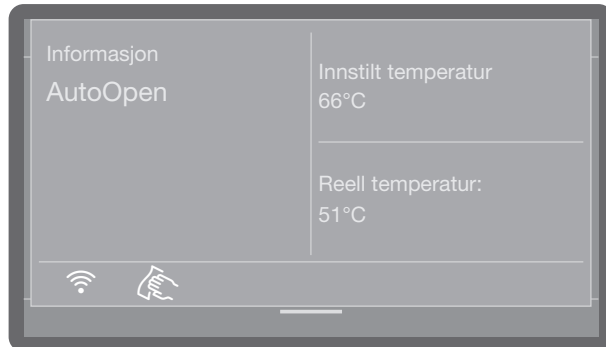 Informasjon
AutoOpen
Innstilt temperatur
66°C
Reell temperatur:
51°C